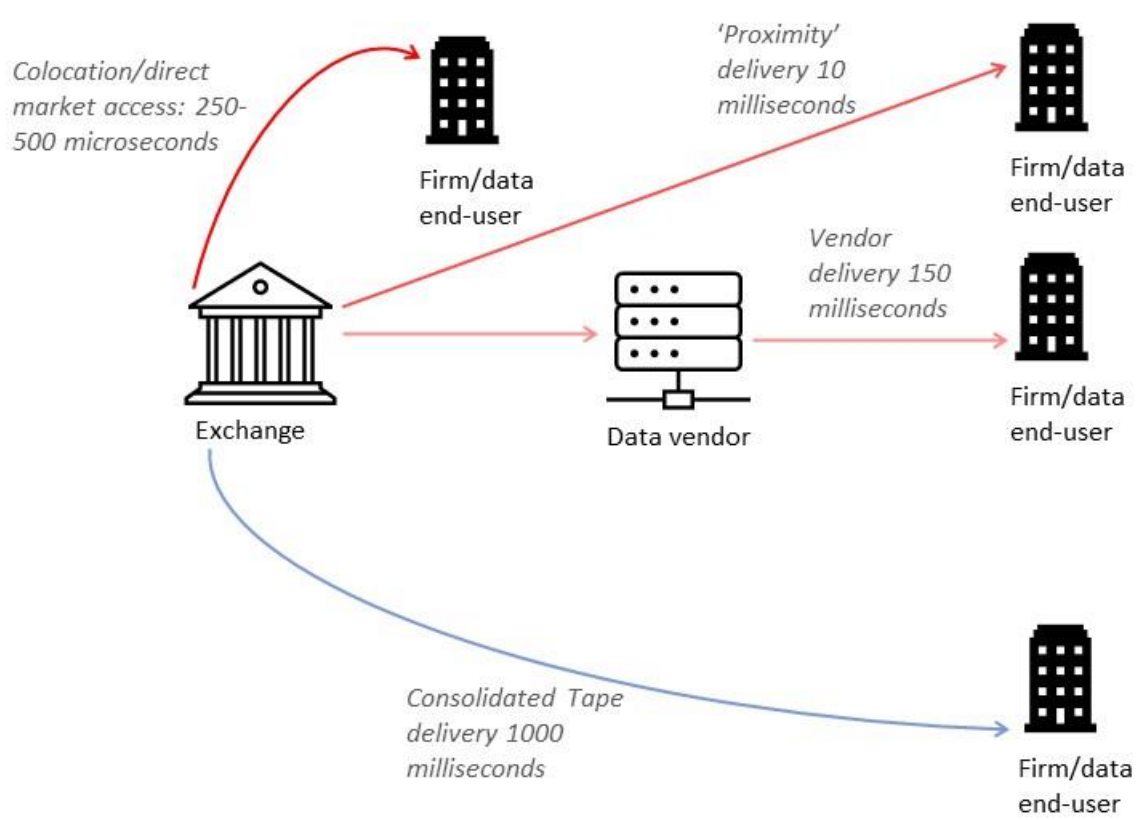 Colocation/direct
market access: 250-
500 microseconds
Firm/data
end-user
‘Proximity’
delivery 10
milliseconds
Firm/data
end-user
Vendor
delivery 150
milliseconds
Firm/data
end-user
Exchange
Data vendor
Consolidated Tape
delivery 1000
milliseconds
Firm/data
end-user